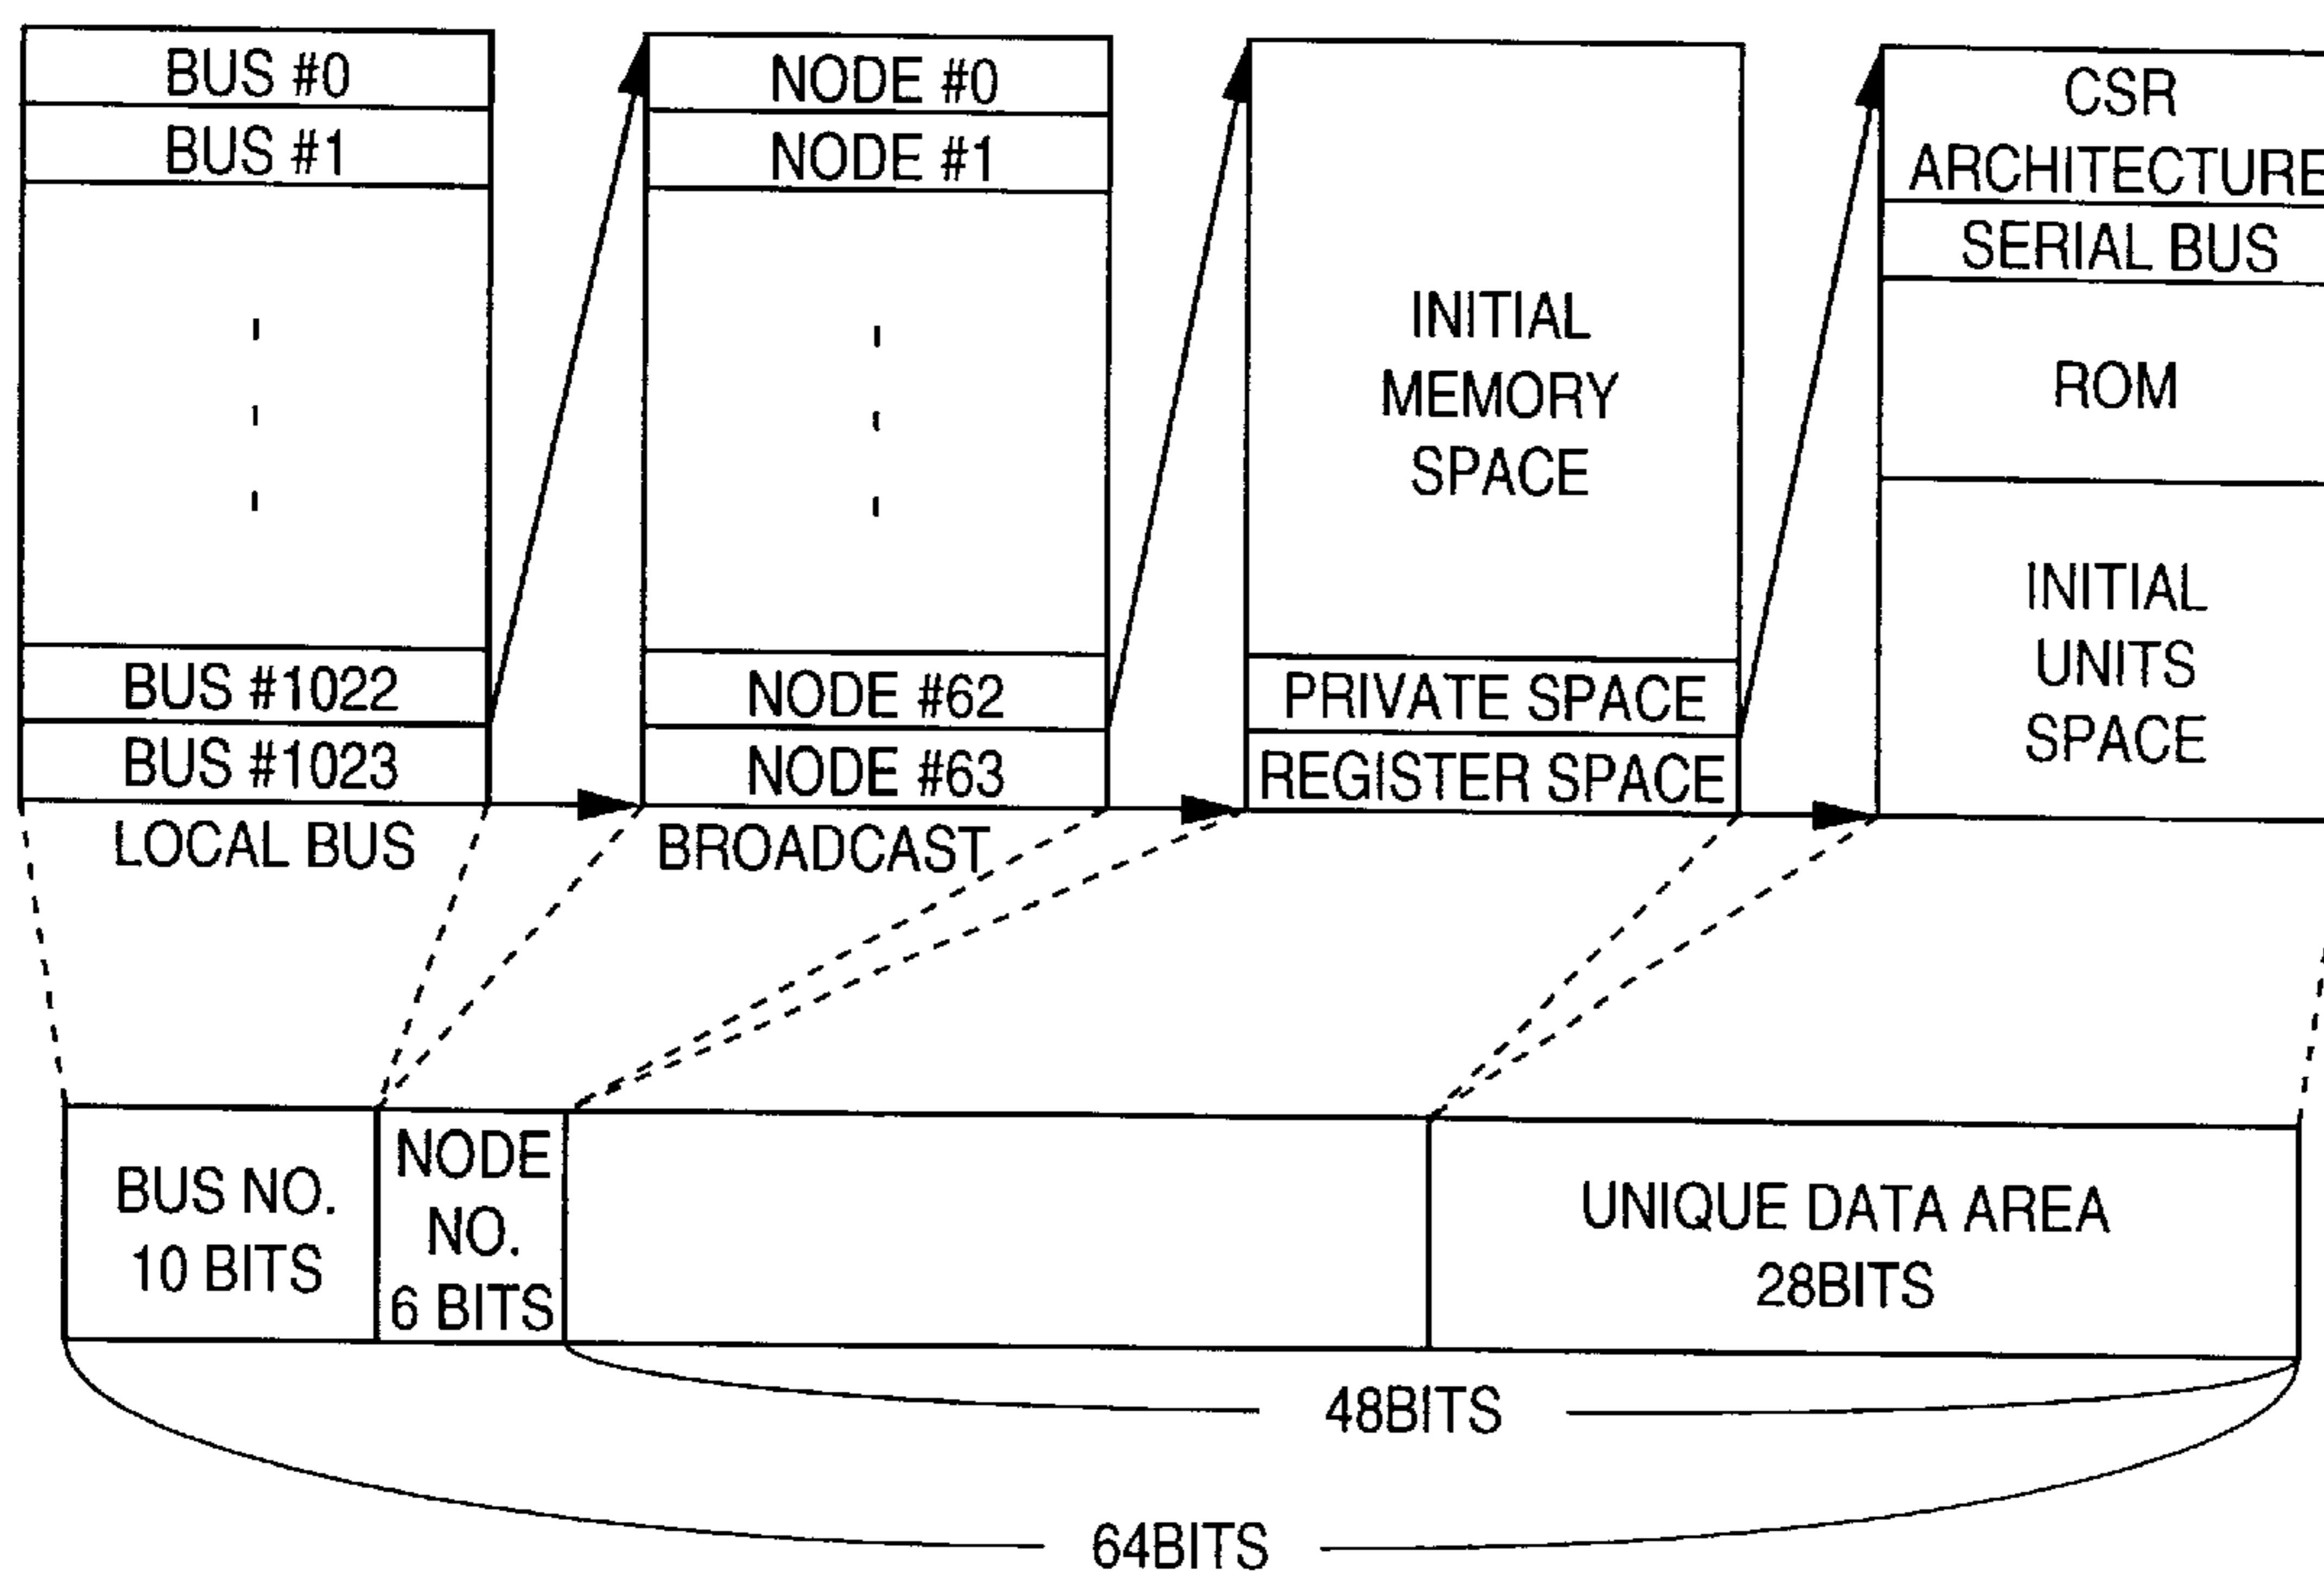 BUS #0
BUS #1
BUS #1022
BUS #1023
LOCAL BUS
NODE #0
NODE #1
NODE #62
NODE #63
BROADCAST
INITIAL
MEMORY
SPACE
PRIVATE SPACE
REGISTER SPACE
CSR
ARCHITECTURE
SERIAL BUS
ROM
INITIAL
UNITS
SPACE
BUS NO.
10 BITS
NODE
NO.
6 BITS
UNIQUE DATA AREA
28BITS
48BITS
64BITS